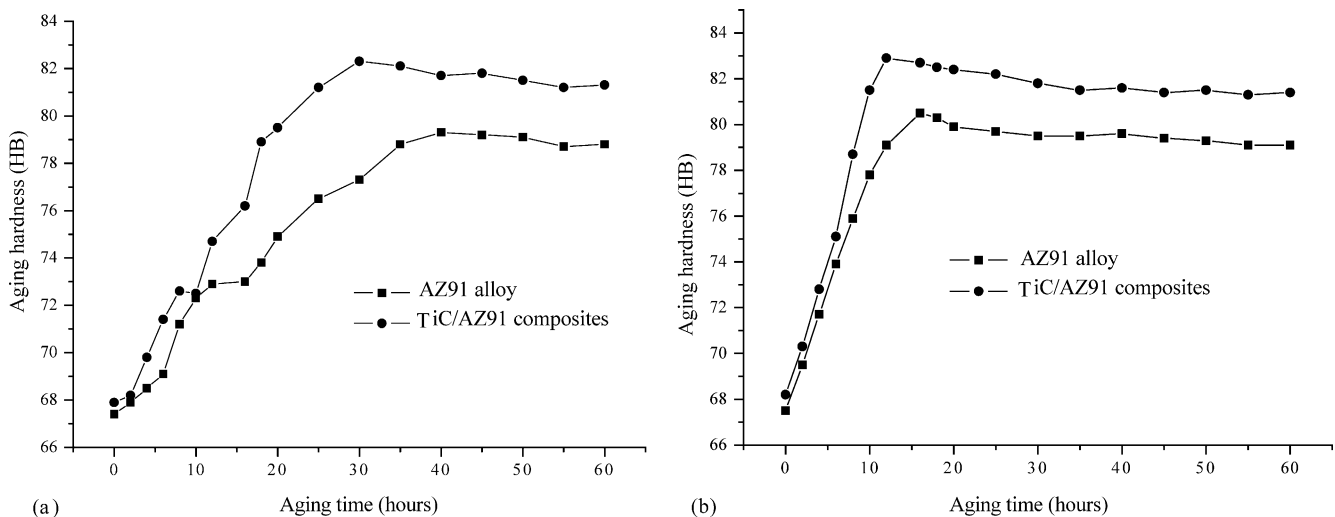 84
82
80
78
76
74
72
70
68
66
Aging hardness (HB)
AZ91 alloy
TiC/AZ91 composites
0 10 20 30 40 50 60
(a) Aging time (hours)
84
82
80
78
76
74
72
70
68
66
Aging hardness (HB)
AZ91 alloy
TiC/AZ91 composites
0 10 20 30 40 50 60
(b) Aging time (hours)